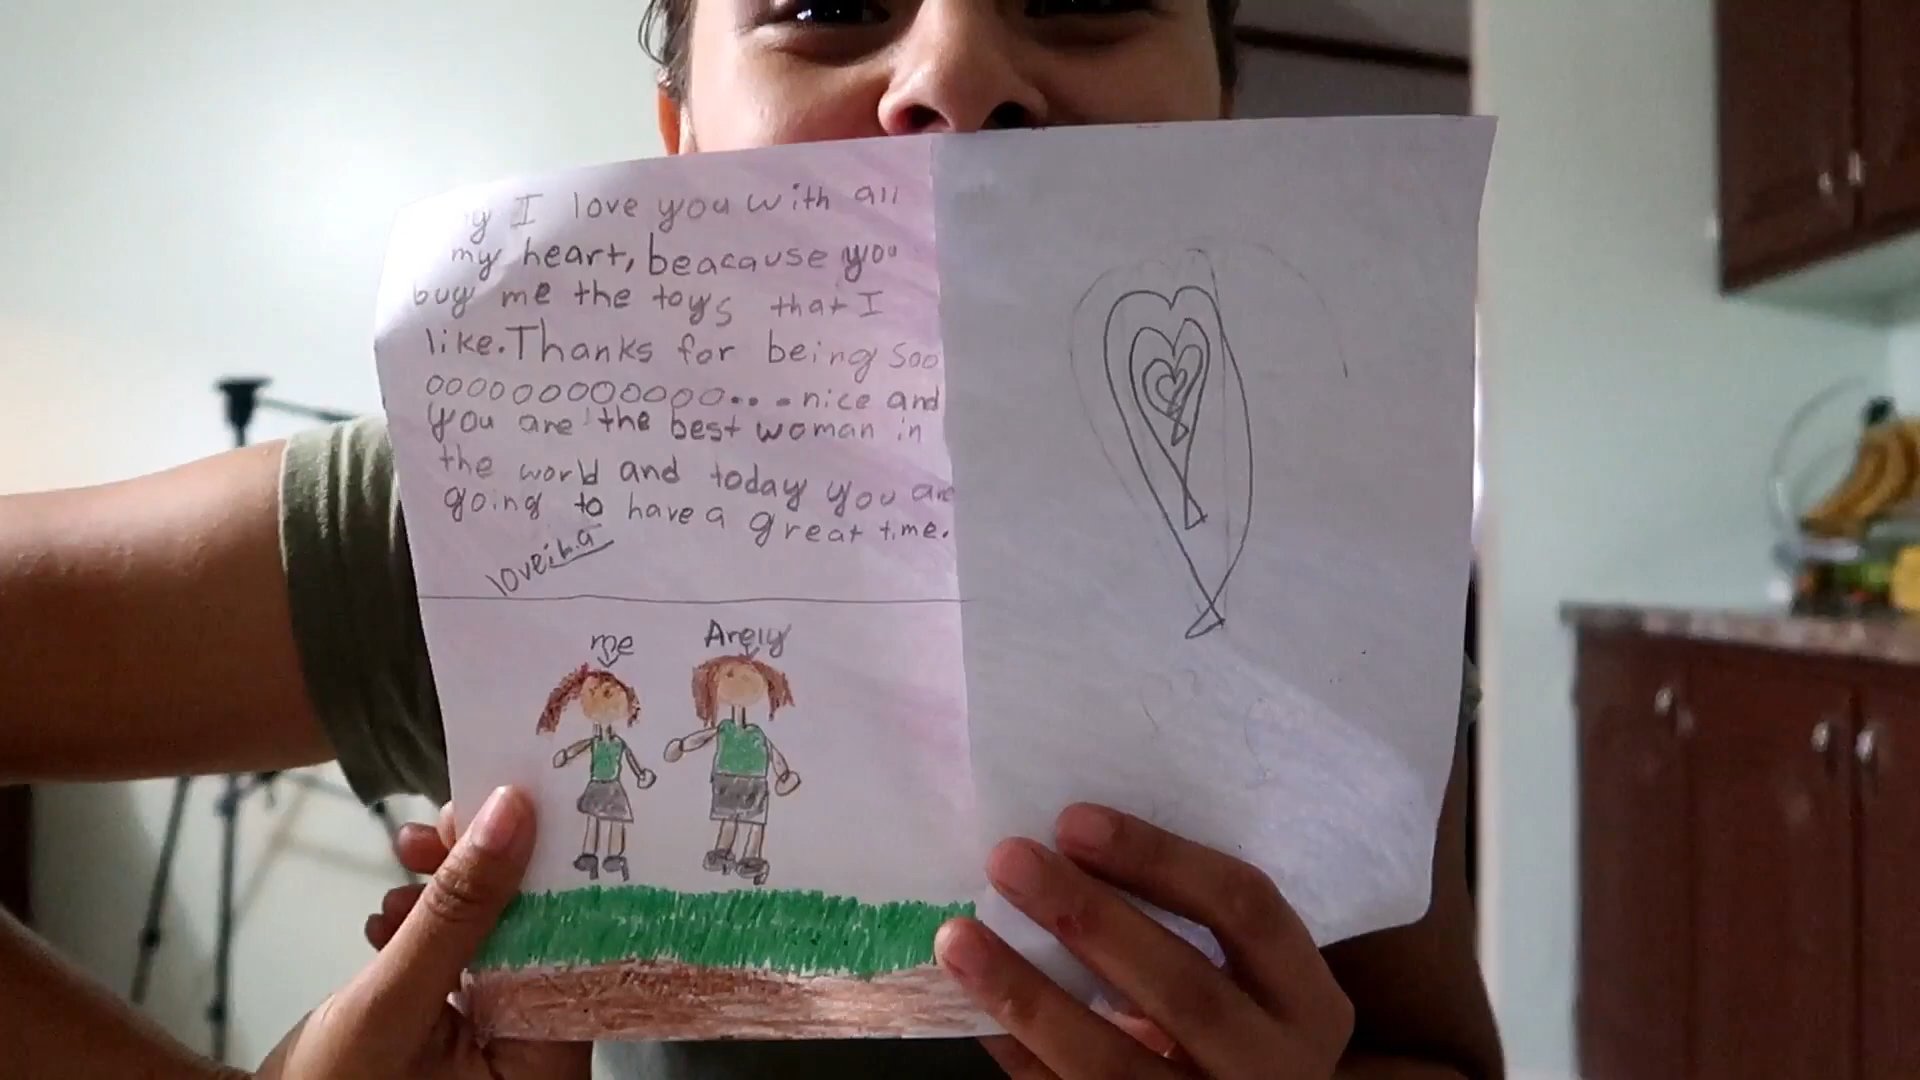 y I love you with all
my heart, beacause you
buy me the toys that I
like. Thanks for being soo
ooooooooooooo... nice and
you are the best woman in
the world and today you are
going to have a great time.
love
me Arely